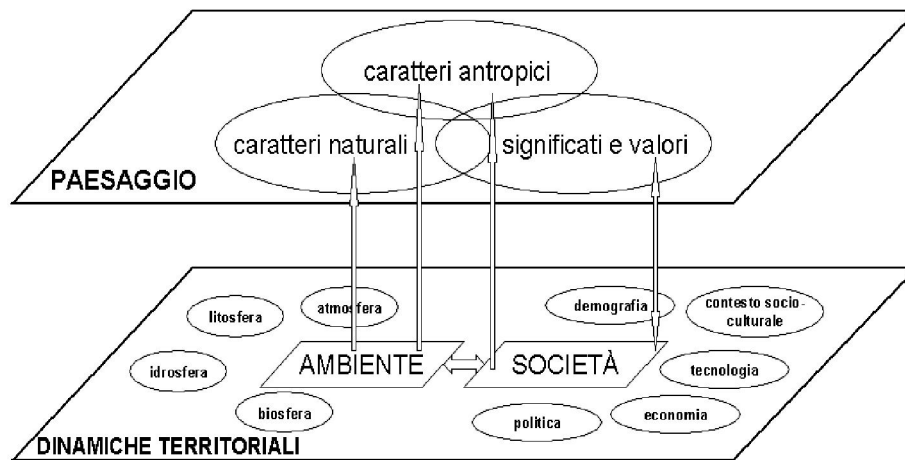 caratteri antropici
caratteri naturali
significati e valori
PAESAGGIO
atmosfera
demografia
contesto socio-
culturale
litosfera
AMBIENTE
SOCIETÀ
idrosfera
tecnologia
biosfera
politica
economia
DINAMICHE TERRITORIALI